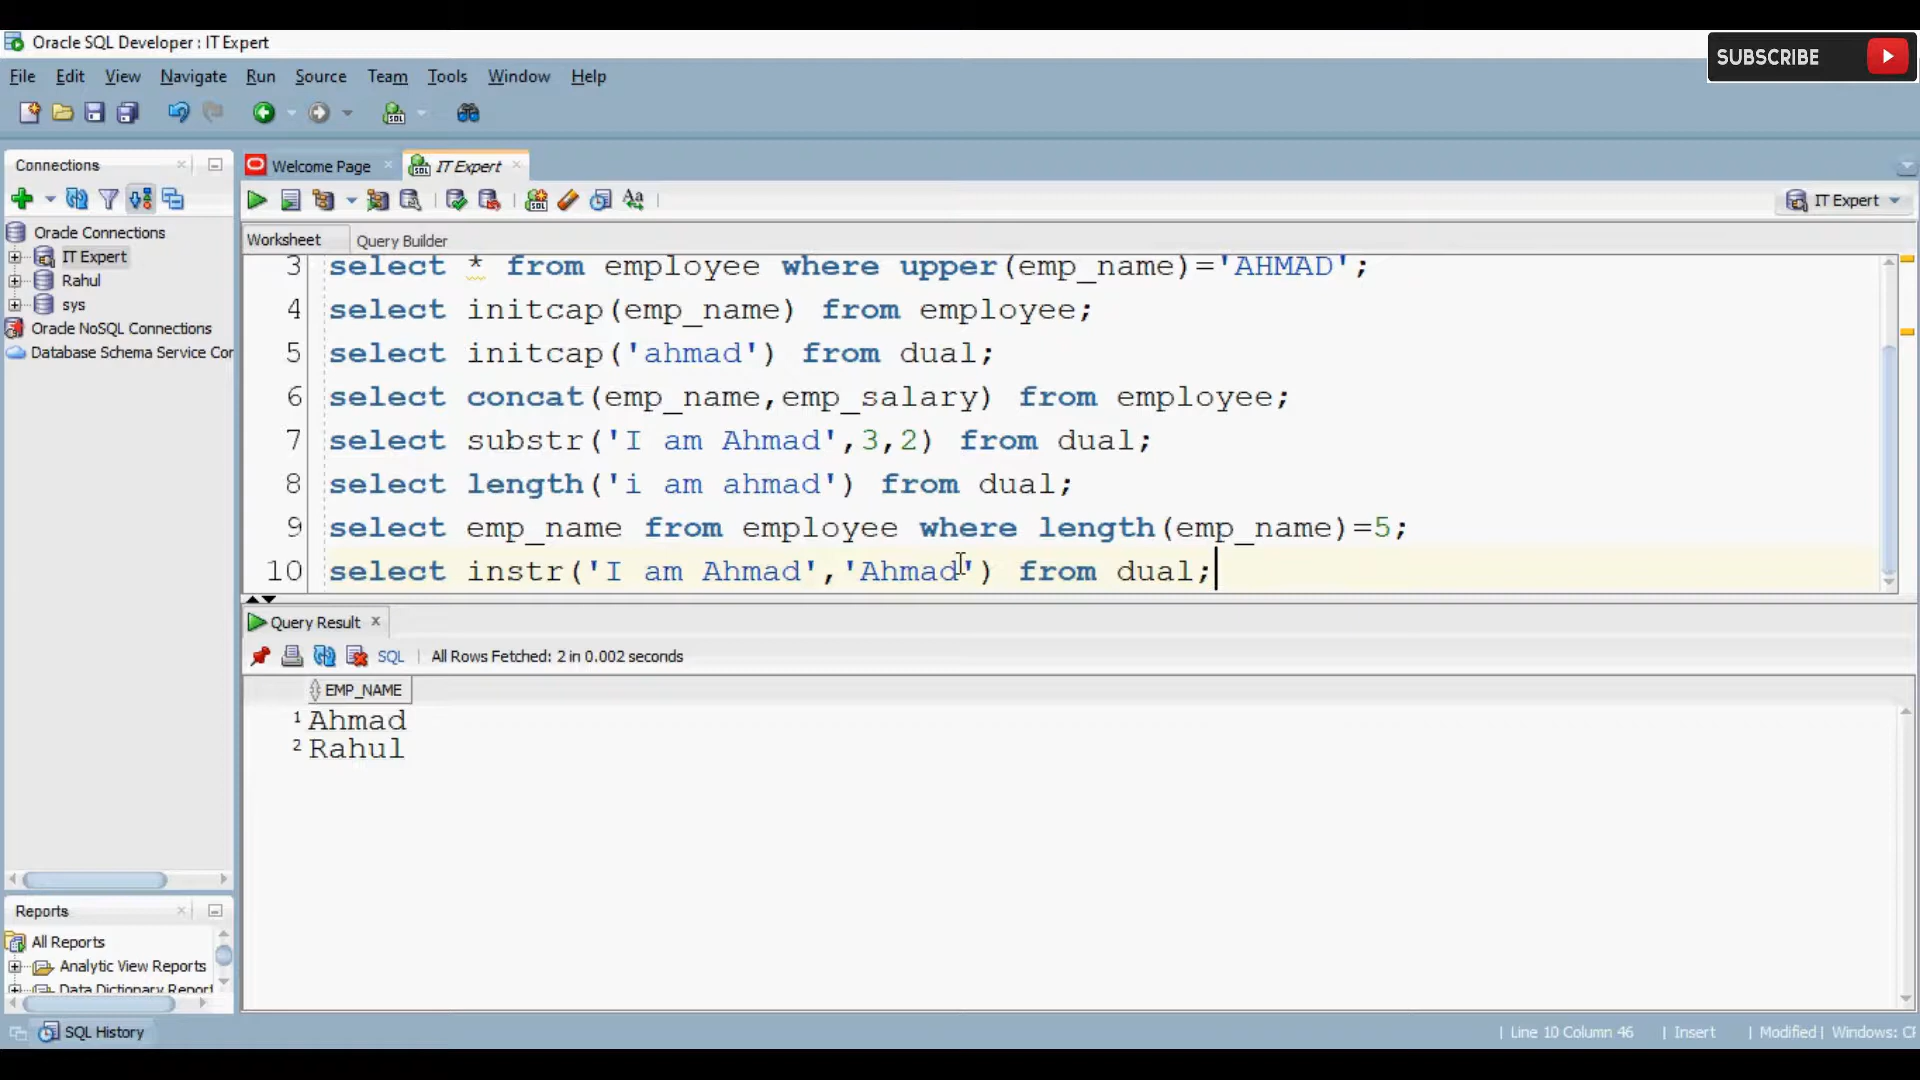 Oracle SQL Developer : IT Expert
SUBSCRIBE
File Edit View Navigate Run Source Team Tools Window Help
Connections
Welcome Page
IT Expert
IT Expert
Worksheet
Query Builder
Oracle Connections
IT Expert
Rahul
sys
Oracle NoSQL Connections
Database Schema Service Cor
3 select * from employee where upper(emp_name)='AHMAD';
4 select initcap(emp_name) from employee;
5 select initcap('ahmad') from dual;
6 select concat(emp_name,emp_salary) from employee;
7 select substr('I am Ahmad',3,2) from dual;
8 select length('i am ahmad') from dual;
9 select emp_name from employee where length(emp_name)=5;
10 select instr('I am Ahmad','Ahmad') from dual;
Query Result
SQL | All Rows Fetched: 2 in 0.002 seconds
EMP_NAME
1 Ahmad
2 Rahul
Reports
All Reports
Analytic View Reports
Data Dictionary Report
SQL History
| Line 10 Column 46 | Insert | Modified | Windows: CF